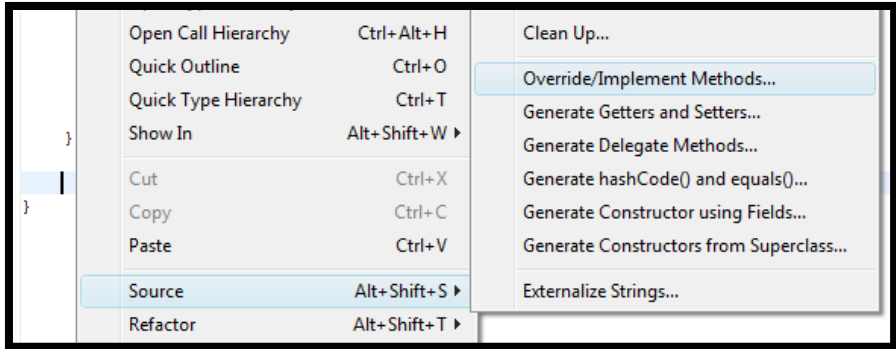 Open Call Hierarchy Ctrl+Alt+H
Quick Outline Ctrl+O
Quick Type Hierarchy Ctrl+T
Show In Alt+Shift+W
Cut Ctrl+X
Copy Ctrl+C
Paste Ctrl+V
Source Alt+Shift+S
Refactor Alt+Shift+T
Clean Up...
Override/Implement Methods...
Generate Getters and Setters...
Generate Delegate Methods...
Generate hashCode() and equals()...
Generate Constructor using Fields...
Generate Constructors from Superclass...
Externalize Strings...
}
}